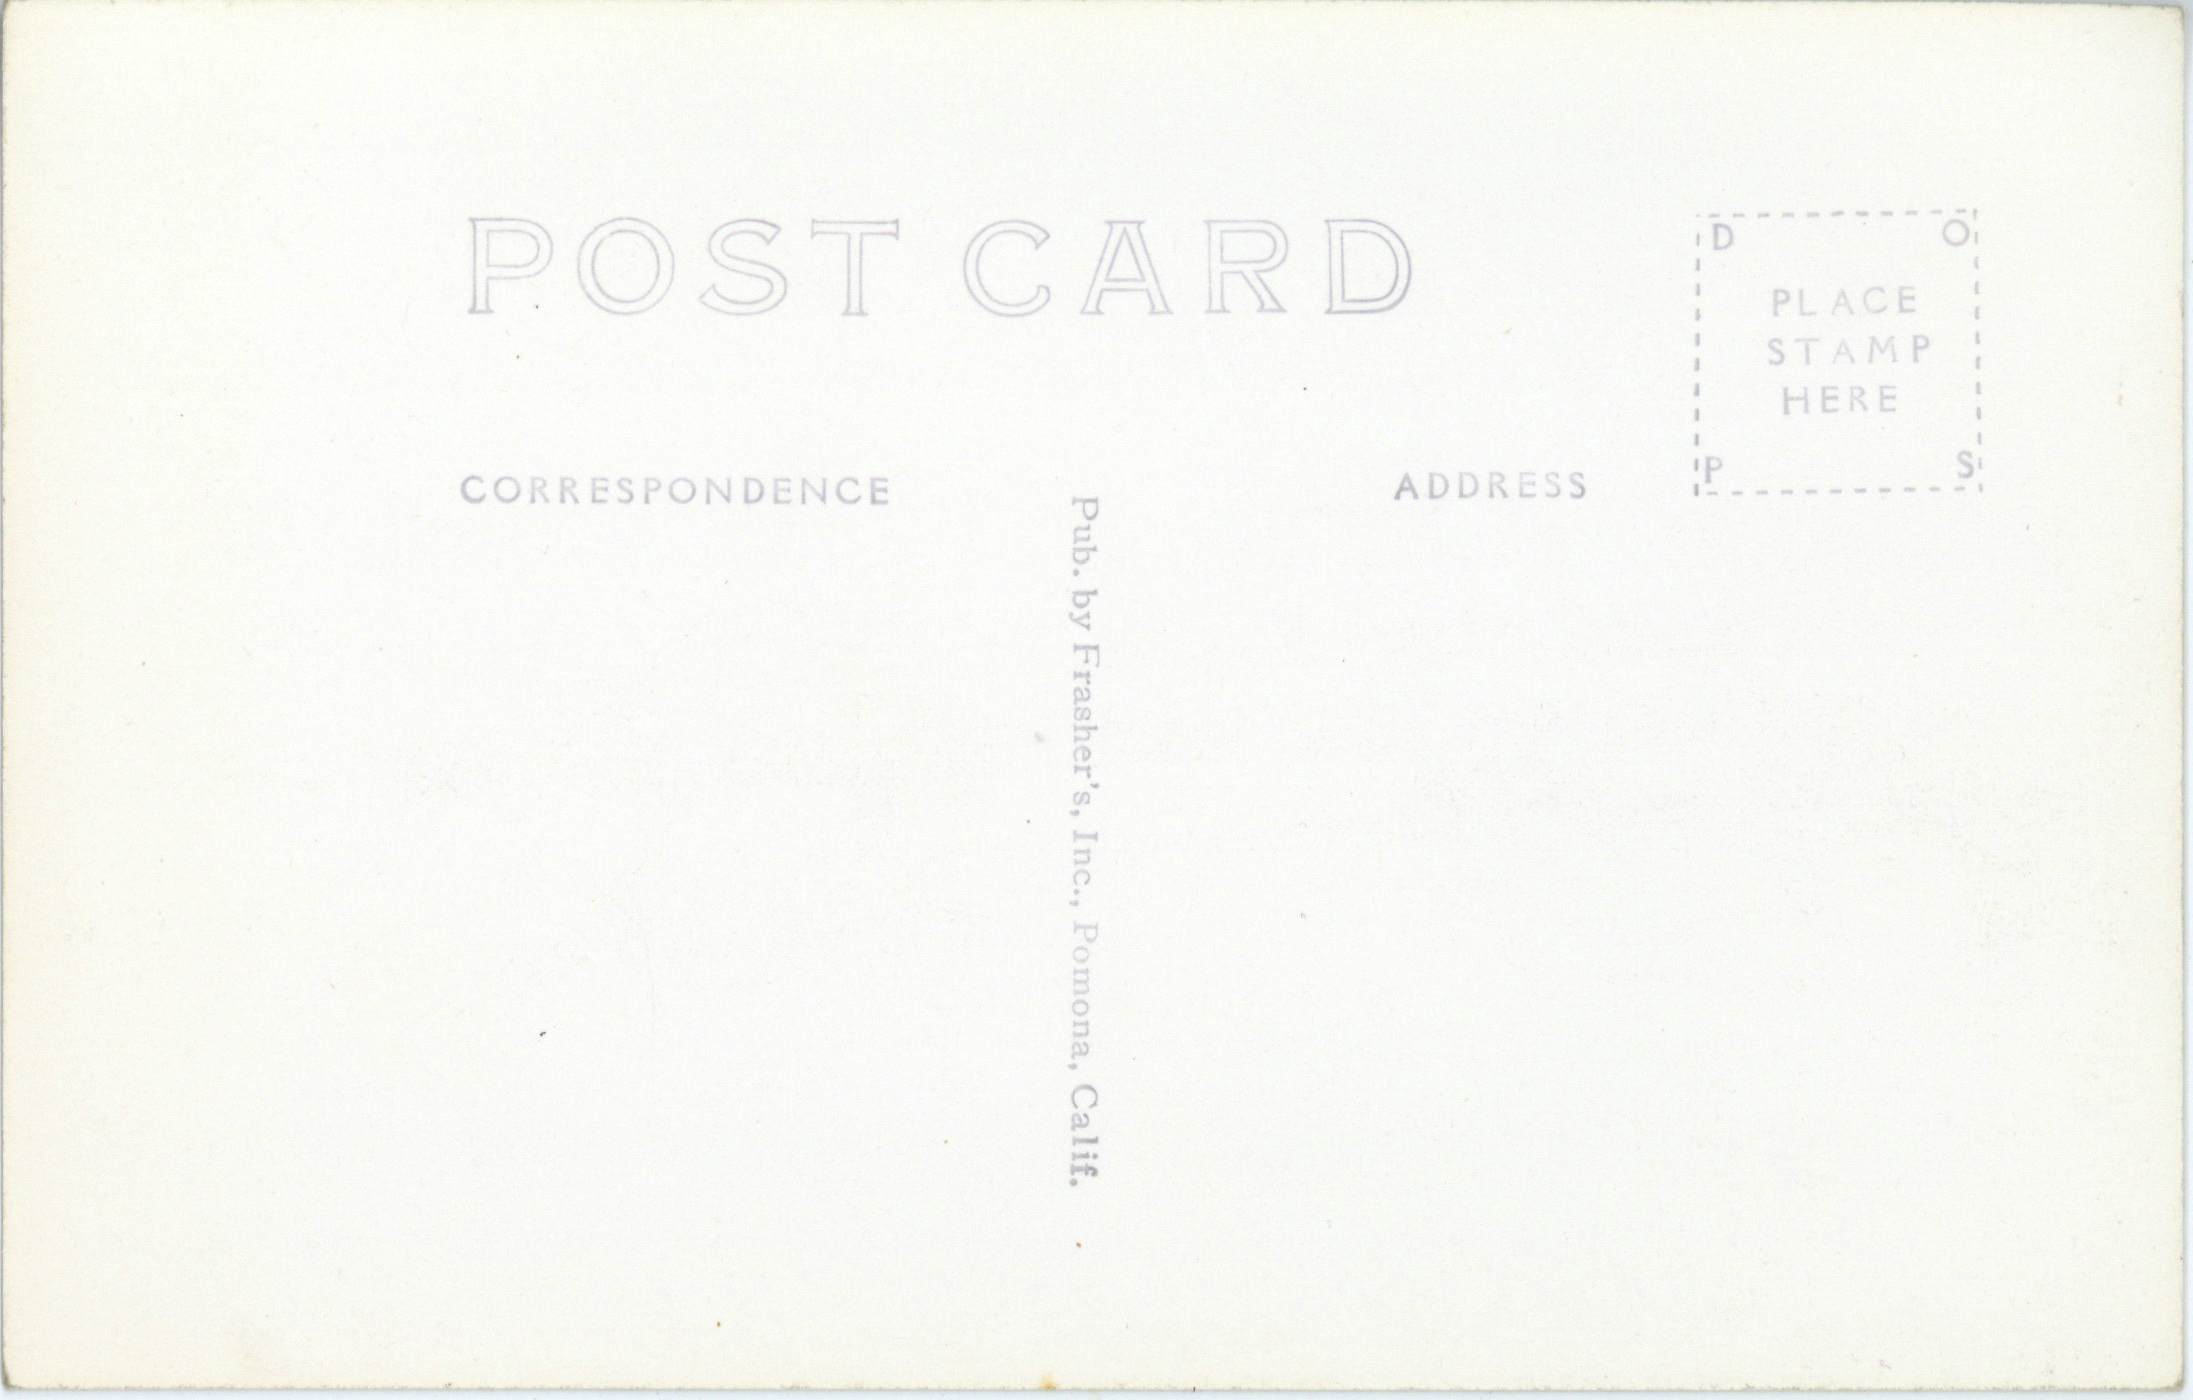 POST CARD
D O
PLACE
STAMP
HERE
P S
CORRESPONDENCE
ADDRESS
Pub. by Frasher's, Inc., Pomona, Calif.